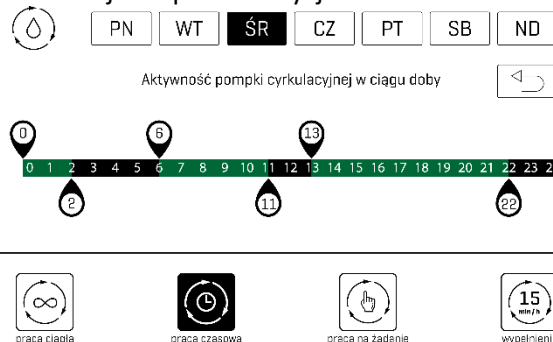 PN WT ŚR CZ PT SB ND
Aktywność pompki cyrkulacyjnej w ciągu doby
0 6 13
0 1 2 3 4 5 6 7 8 9 10 11 12 13 14 15 16 17 18 19 20 21 22 23
2 11 22
15
min/h
praca ciągła praca czasowa praca na żądanie